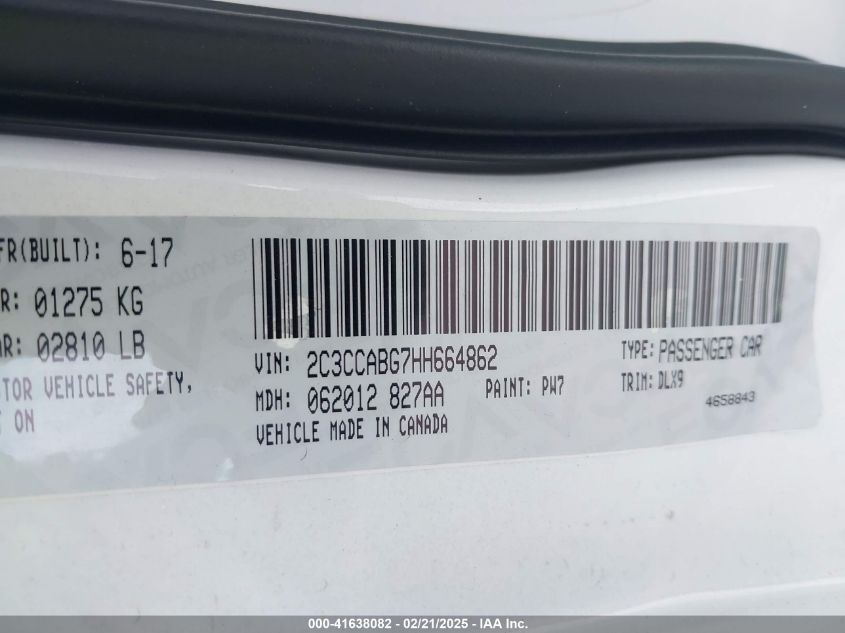 FR(BUILT): 6-17
R: 01275 KG
R: 02810 LB
TOR VEHICLE SAFETY,
ON
VIN: 2C3CCABG7HH664862
MDH: 062012 827AA
PAINT: PW7
VEHICLE MADE IN CANADA
TYPE: PASSENGER CAR
TRIM: DLX9
4658843
000-41638082 - 02/21/2025 - IAA Inc.